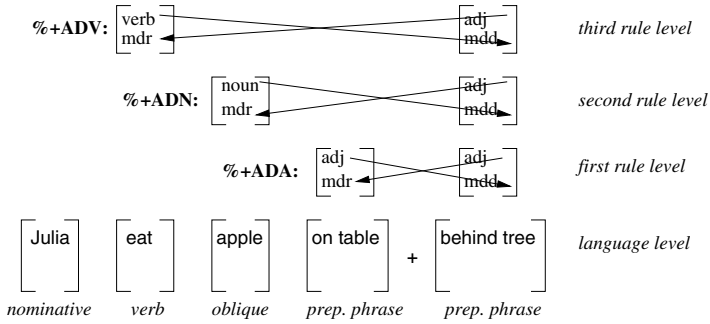 %+ADV: verb adj third rule level
mdr mdd
%+ADN: noun adj second rule level
mdr mdd
%+ADA: adj adj first rule level
mdr mdd
Julia eat apple on table + behind tree language level
nominative verb oblique prep. phrase prep. phrase